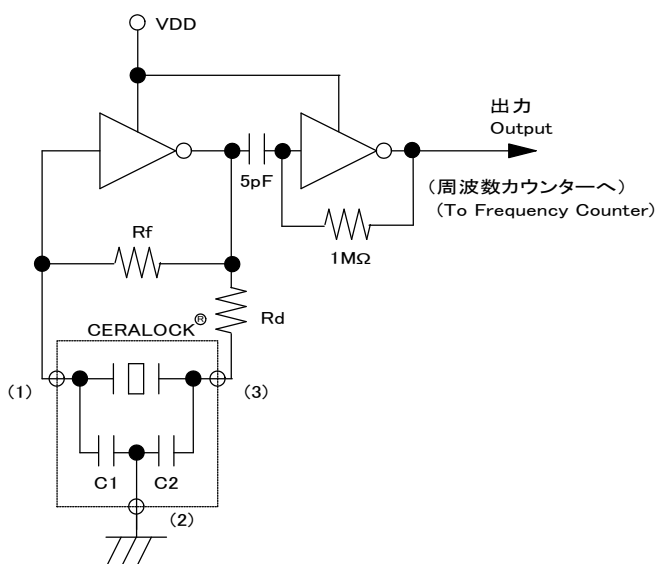 VDD
出力
Output
5pF
(周波数カウンターへ)
(To Frequency Counter)
Rf
1MΩ
CERALOCK®
Rd
(1)
(3)
C1
C2
(2)